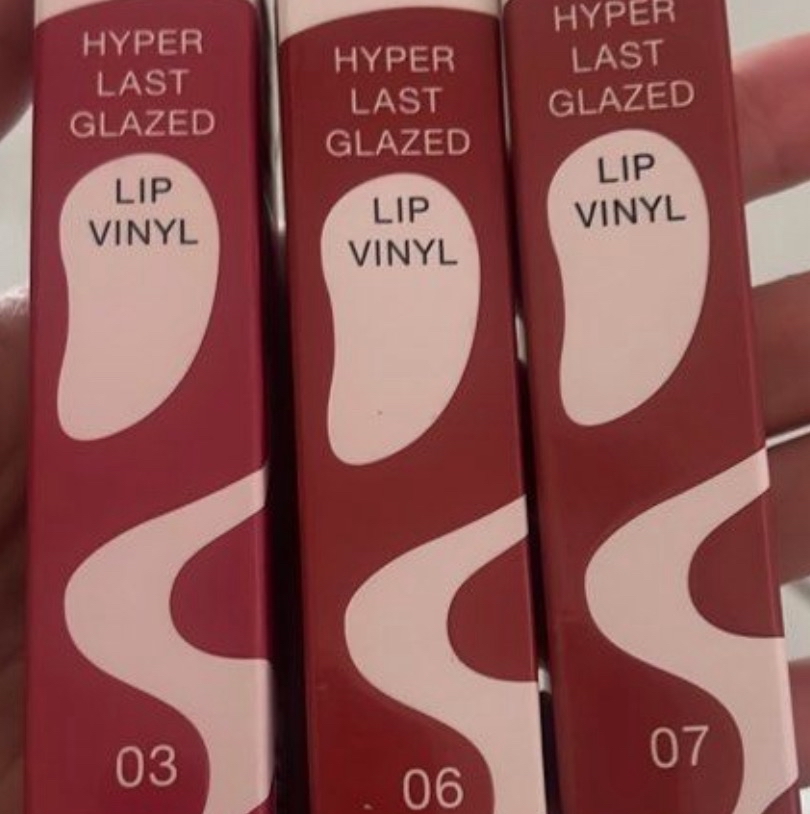 HYPER
LAST
GLAZED
LIP
VINYL
03
HYPER
LAST
GLAZED
LIP
VINYL
06
HYPER
LAST
GLAZED
LIP
VINYL
07